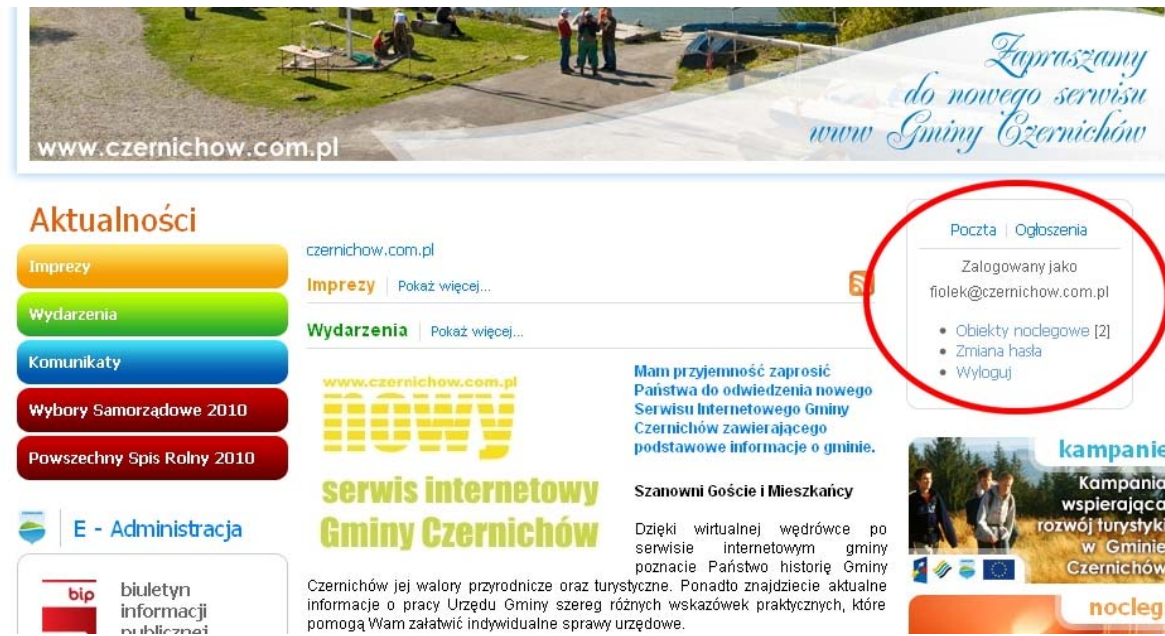 Zapraszamy
do nowego serwisu
www Gminy Czernichów
www.czernichow.com.pl
Aktualności
Imprezy
Wydarzenia
Komunikaty
Wybory Samorządowe 2010
Powszechny Spis Rolny 2010
E - Administracja
bip
biuletyn
informacji
publicznej
czernichow.com.pl
Imprezy | Pokaż więcej...
Wydarzenia | Pokaż więcej...
www.czernichow.com.pl
nowy
serwis internetowy
Gminy Czernichów
Mam przyjemność zaprosić
Państwa do odwiedzenia nowego
Serwisu Internetowego Gminy
Czernichów zawierającego
podstawowe informacje o gminie.
Szanowni Goście i Mieszkańcy
Dzięki wirtualnej wędrówce po
serwisie internetowym gminy
poznacie Państwo historię Gminy
Czernichów jej walory przyrodnicze oraz turystyczne. Ponadto znajdziecie aktualne
informacje o pracy Urzędu Gminy szereg różnych wskazówek praktycznych, które
pomogą Wam załatwić indywidualne sprawy urzędowe.
Poczta | Ogłoszenia
Zalogowany jako
fiolek@czernichow.com.pl
Obiekty noclegowe [2]
Zmiana hasła
Wyloguj
kampanie
Kampania
wspierająca
rozwój turystyki
w Gminie
Czernichów
nocleg